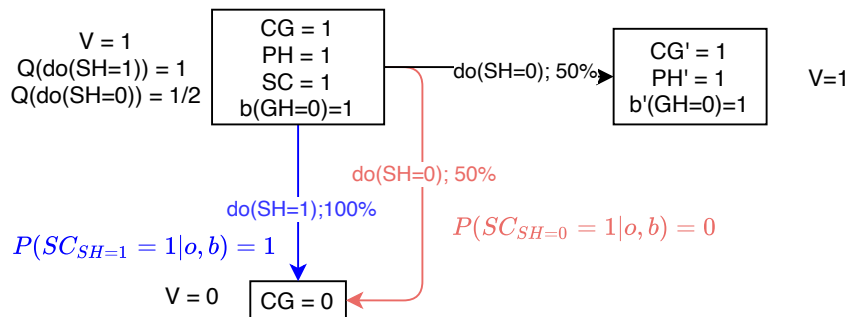 V = 1
Q(do(SH=1)) = 1
Q(do(SH=0)) = 1/2
CG = 1
PH = 1
SC = 1
b(GH=0)=1
do(SH=0); 50%
CG' = 1
PH' = 1
b'(GH=0)=1
V=1
do(SH=0); 50%
do(SH=1);100%
P(SC_{SH=1} = 1|o, b) = 1
P(SC_{SH=0} = 1|o, b) = 0
V = 0
CG = 0